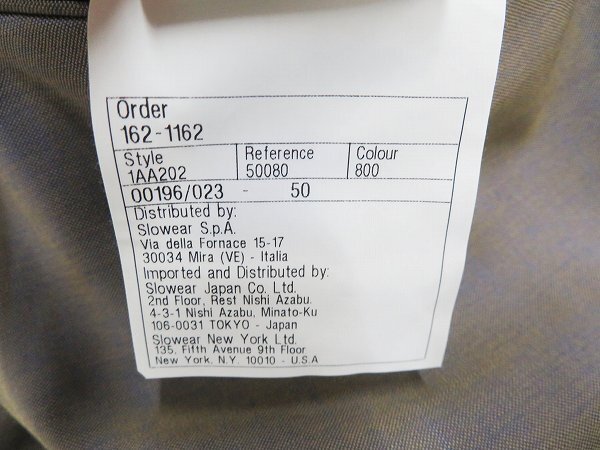 Order
162-1162
Style Reference Colour
1AA202 50080 800
00196/023 - 50
Distributed by:
Slowear S.p.A.
Via della Fornace 15-17
30034 Mira (VE) - Italia
Imported and Distributed by:
Slowear Japan Co. Ltd.
2nd Floor, Rest Nishi Azabu.
4-3-1 Nishi Azabu, Minato-Ku
106-0031 TOKYO - Japan
Slowear New York Ltd.
135, Fifth Avenue 9th Floor
New York, N.Y. 10010 - U.S.A